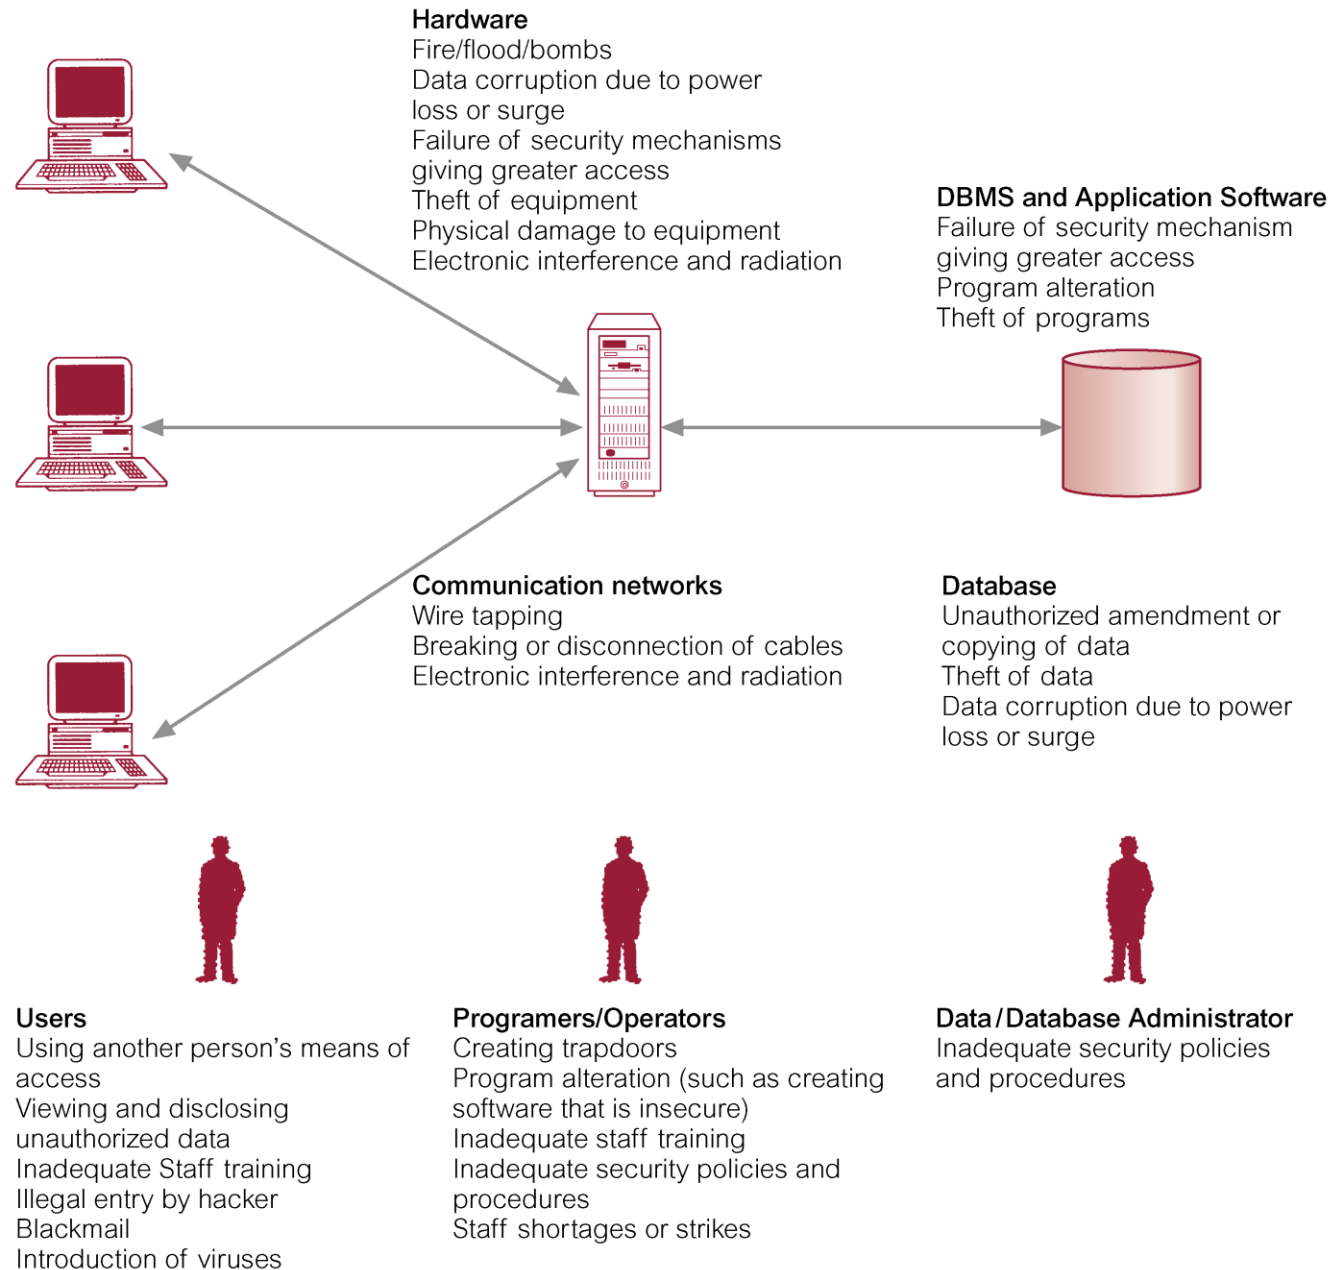 Hardware
Fire/flood/bombs
Data corruption due to power
loss or surge
Failure of security mechanisms
giving greater access
Theft of equipment
Physical damage to equipment
Electronic interference and radiation
DBMS and Application Software
Failure of security mechanism
giving greater access
Program alteration
Theft of programs
Communication networks
Wire tapping
Breaking or disconnection of cables
Electronic interference and radiation
Database
Unauthorized amendment or
copying of data
Theft of data
Data corruption due to power
loss or surge
Users
Using another person's means of
access
Viewing and disclosing
unauthorized data
Inadequate Staff training
Illegal entry by hacker
Blackmail
Introduction of viruses
Programers/Operators
Creating trapdoors
Program alteration (such as creating
software that is insecure)
Inadequate staff training
Inadequate security policies and
procedures
Staff shortages or strikes
Data/Database Administrator
Inadequate security policies
and procedures